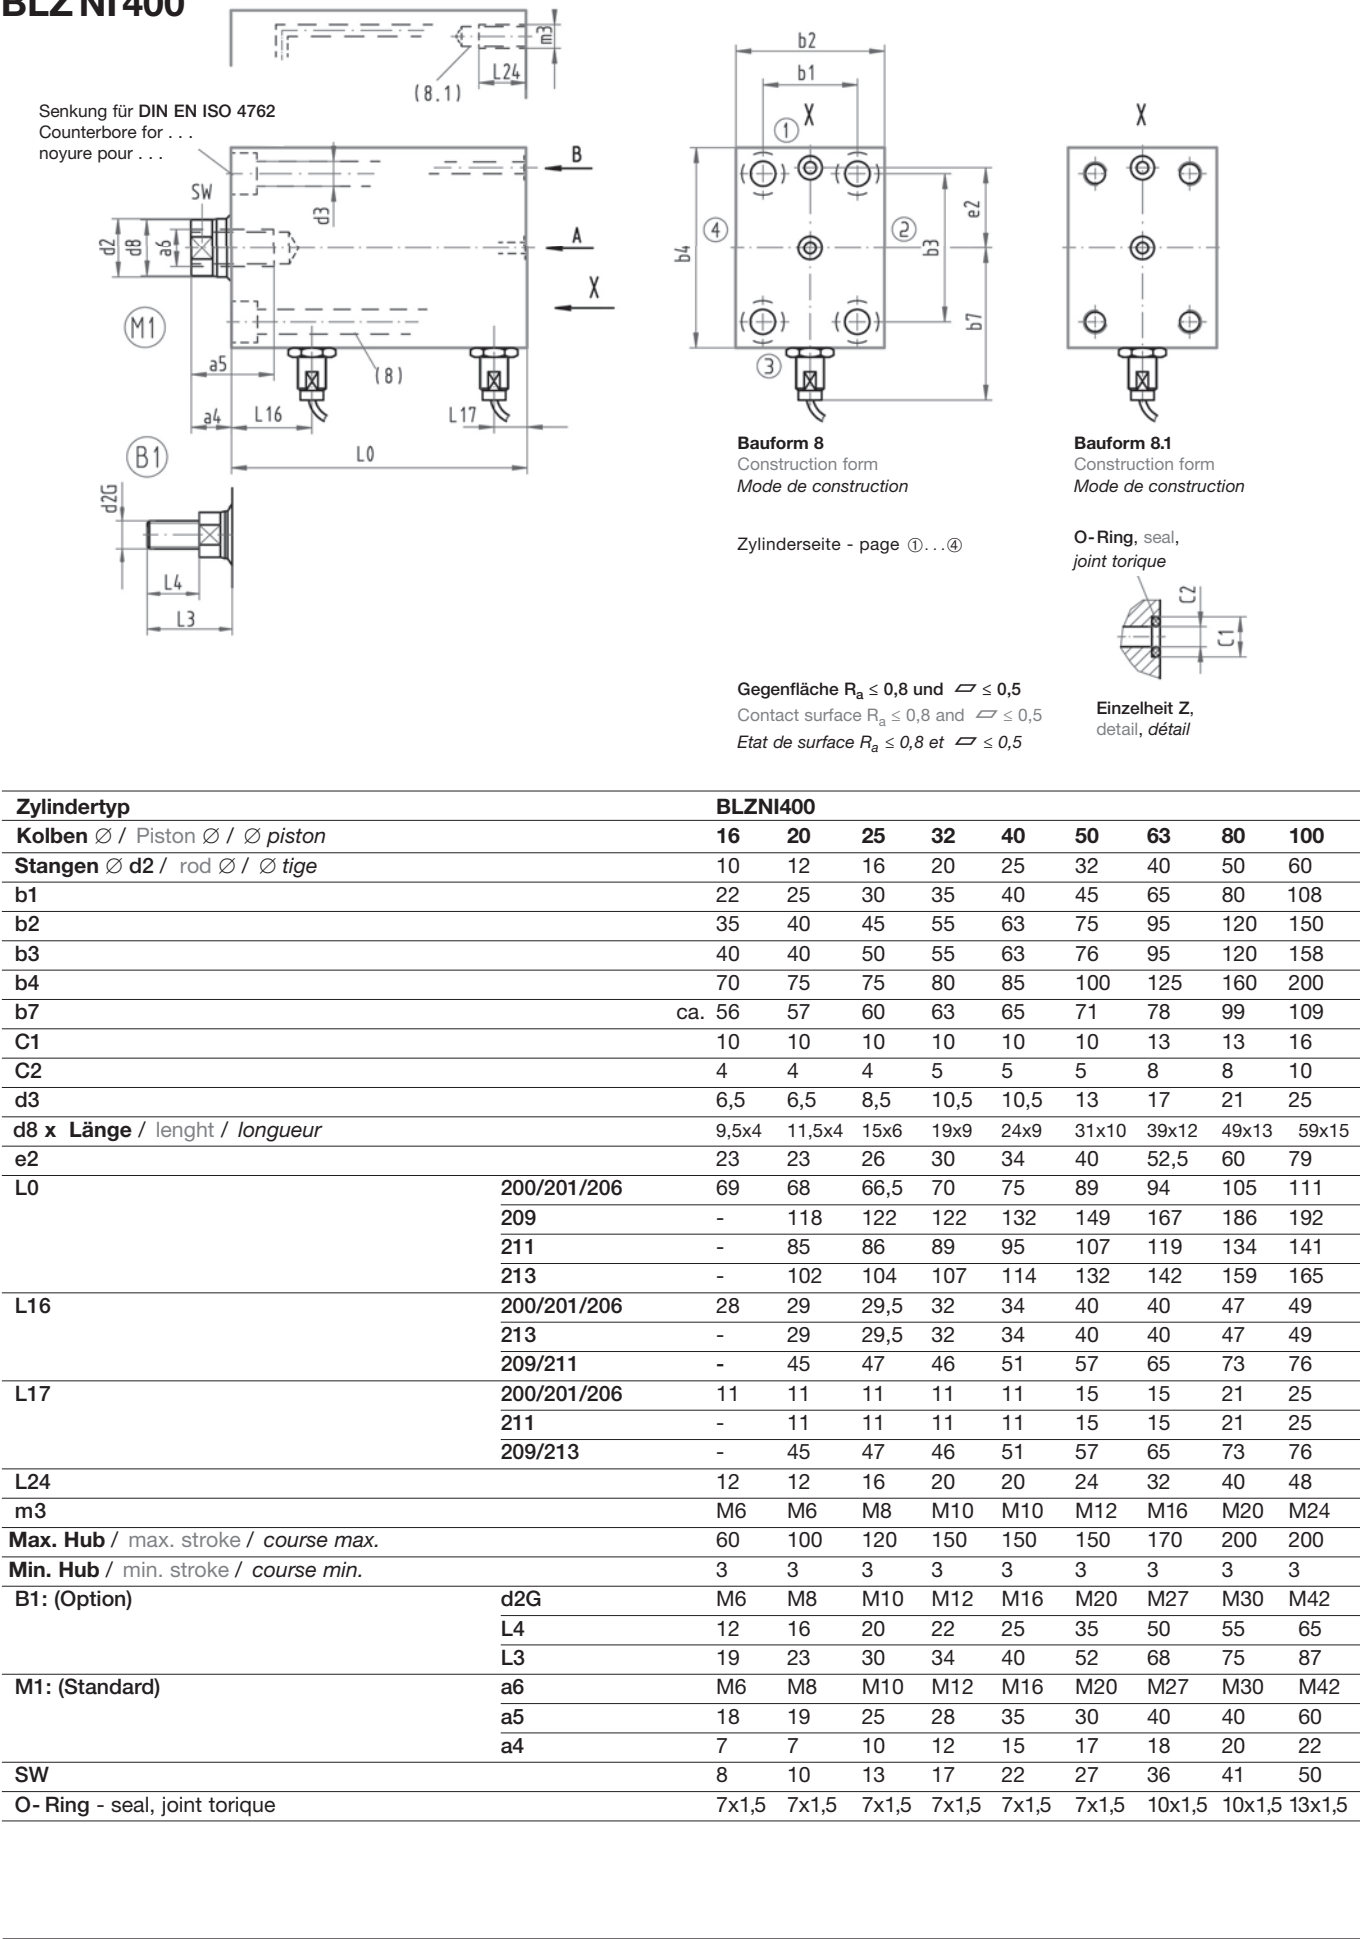 BLZ NI 400
m3
L24
(8.1)
Senkung für DIN EN ISO 4762
Counterbore for . . .
noyure pour . . .
SW
d2
d8
a6
d3
B
A
X
M1
a5
(8)
a4
L16
L17
L0
B1
d2G
L4
L3
b2
b1
X
1
2
3
4
b4
b3
e2
b7
X
Bauform 8
Construction form
Mode de construction
Bauform 8.1
Construction form
Mode de construction
Zylinderseite - page ①...④
O-Ring, seal,
joint torique
C2
C1
Gegenfläche Ra ≤ 0,8 und ▱ ≤ 0,5
Contact surface Ra ≤ 0,8 and ▱ ≤ 0,5
Etat de surface Ra ≤ 0,8 et ▱ ≤ 0,5
Einzelheit Z,
detail, détail
Zylindertyp BLZNI400
Kolben ∅ / Piston ∅ / ∅ piston 16 20 25 32 40 50 63 80 100
Stangen ∅ d2 / rod ∅ / ∅ tige 10 12 16 20 25 32 40 50 60
b1 22 25 30 35 40 45 65 80 108
b2 35 40 45 55 63 75 95 120 150
b3 40 40 50 55 63 76 95 120 158
b4 70 75 75 80 85 100 125 160 200
b7 ca. 56 57 60 63 65 71 78 99 109
C1 10 10 10 10 10 10 13 13 16
C2 4 4 4 5 5 5 8 8 10
d3 6,5 6,5 8,5 10,5 10,5 13 17 21 25
d8 x Länge / lenght / longueur 9,5x4 11,5x4 15x6 19x9 24x9 31x10 39x12 49x13 59x15
e2 23 23 26 30 34 40 52,5 60 79
L0 200/201/206 69 68 66,5 70 75 89 94 105 111
209 - 118 122 122 132 149 167 186 192
211 - 85 86 89 95 107 119 134 141
213 - 102 104 107 114 132 142 159 165
L16 200/201/206 28 29 29,5 32 34 40 40 47 49
213 - 29 29,5 32 34 40 40 47 49
209/211 - 45 47 46 51 57 65 73 76
L17 200/201/206 11 11 11 11 11 15 15 21 25
211 - 11 11 11 11 15 15 21 25
209/213 - 45 47 46 51 57 65 73 76
L24 12 12 16 20 20 24 32 40 48
m3 M6 M6 M8 M10 M10 M12 M16 M20 M24
Max. Hub / max. stroke / course max. 60 100 120 150 150 150 170 200 200
Min. Hub / min. stroke / course min. 3 3 3 3 3 3 3 3 3
B1: (Option) d2G M6 M8 M10 M12 M16 M20 M27 M30 M42
L4 12 16 20 22 25 35 50 55 65
L3 19 23 30 34 40 52 68 75 87
M1: (Standard) a6 M6 M8 M10 M12 M16 M20 M27 M30 M42
a5 18 19 25 28 35 30 40 40 60
a4 7 7 10 12 15 17 18 20 22
SW 8 10 13 17 22 27 36 41 50
O-Ring - seal, joint torique 7x1,5 7x1,5 7x1,5 7x1,5 7x1,5 7x1,5 10x1,5 10x1,5 13x1,5